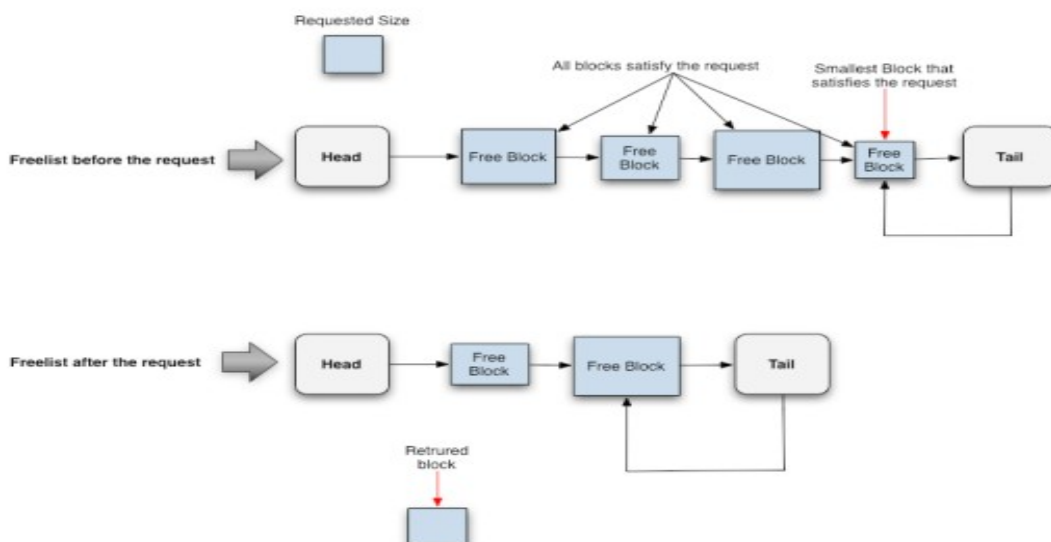 Requested Size
All blocks satisfy the request
Smallest Block that
satisfies the request
Freelist before the request
Head
Free Block
Free
Block
Free Block
Free
Block
Tail
Freelist after the request
Head
Free
Block
Free Block
Tail
Retrured
block